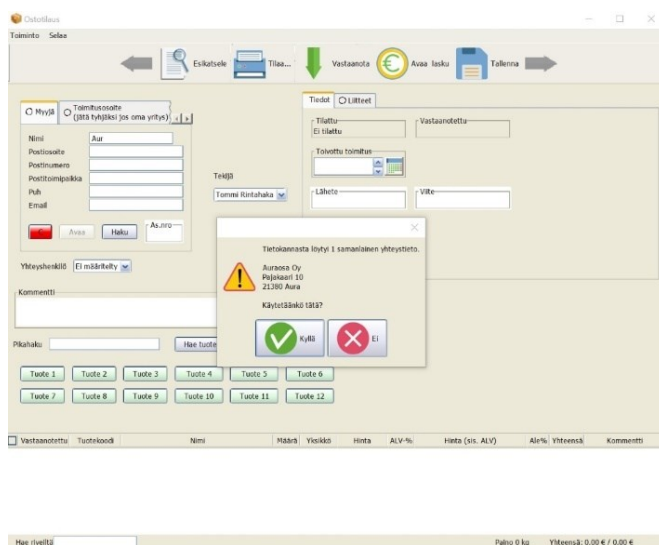 Ostotilaus
Toiminto Selaa
Esikatsele Tilaa... Vastaanota Avaa lasku Tallenna
Myyjä Toimitusosoite
(jätä tyhjäksi jos oma yritys)
Tiedot Liitteet
Nimi Aur
Postiosoite
Postinumero
Postitoimipaikka
Puh
Email
C Avaa Haku As.nro
Tekijä
Tommi Rintahaka
Tilattu
Ei tilattu
Vastaanotettu
Toivottu toimitus
Lähete Viite
Yhteyshenkilö Ei määritelty
Kommentti
Tietokannasta löytyi 1 samanlainen yhteystieto.
Auraosa Oy
Pajakaari 10
21380 Aura
Käytetäänkö tätä?
Kyllä Ei
Pikahaku Hae tuote
Tuote 1 Tuote 2 Tuote 3 Tuote 4 Tuote 5 Tuote 6
Tuote 7 Tuote 8 Tuote 9 Tuote 10 Tuote 11 Tuote 12
Vastaanotettu Tuotekoodi Nimi Määrä Yksikkö Hinta ALV-% Hinta (sis. ALV) Ale% Yhteensä Kommentti
Hae riveiltä Paino 0 kg Yhteensä: 0,00 € / 0,00 €